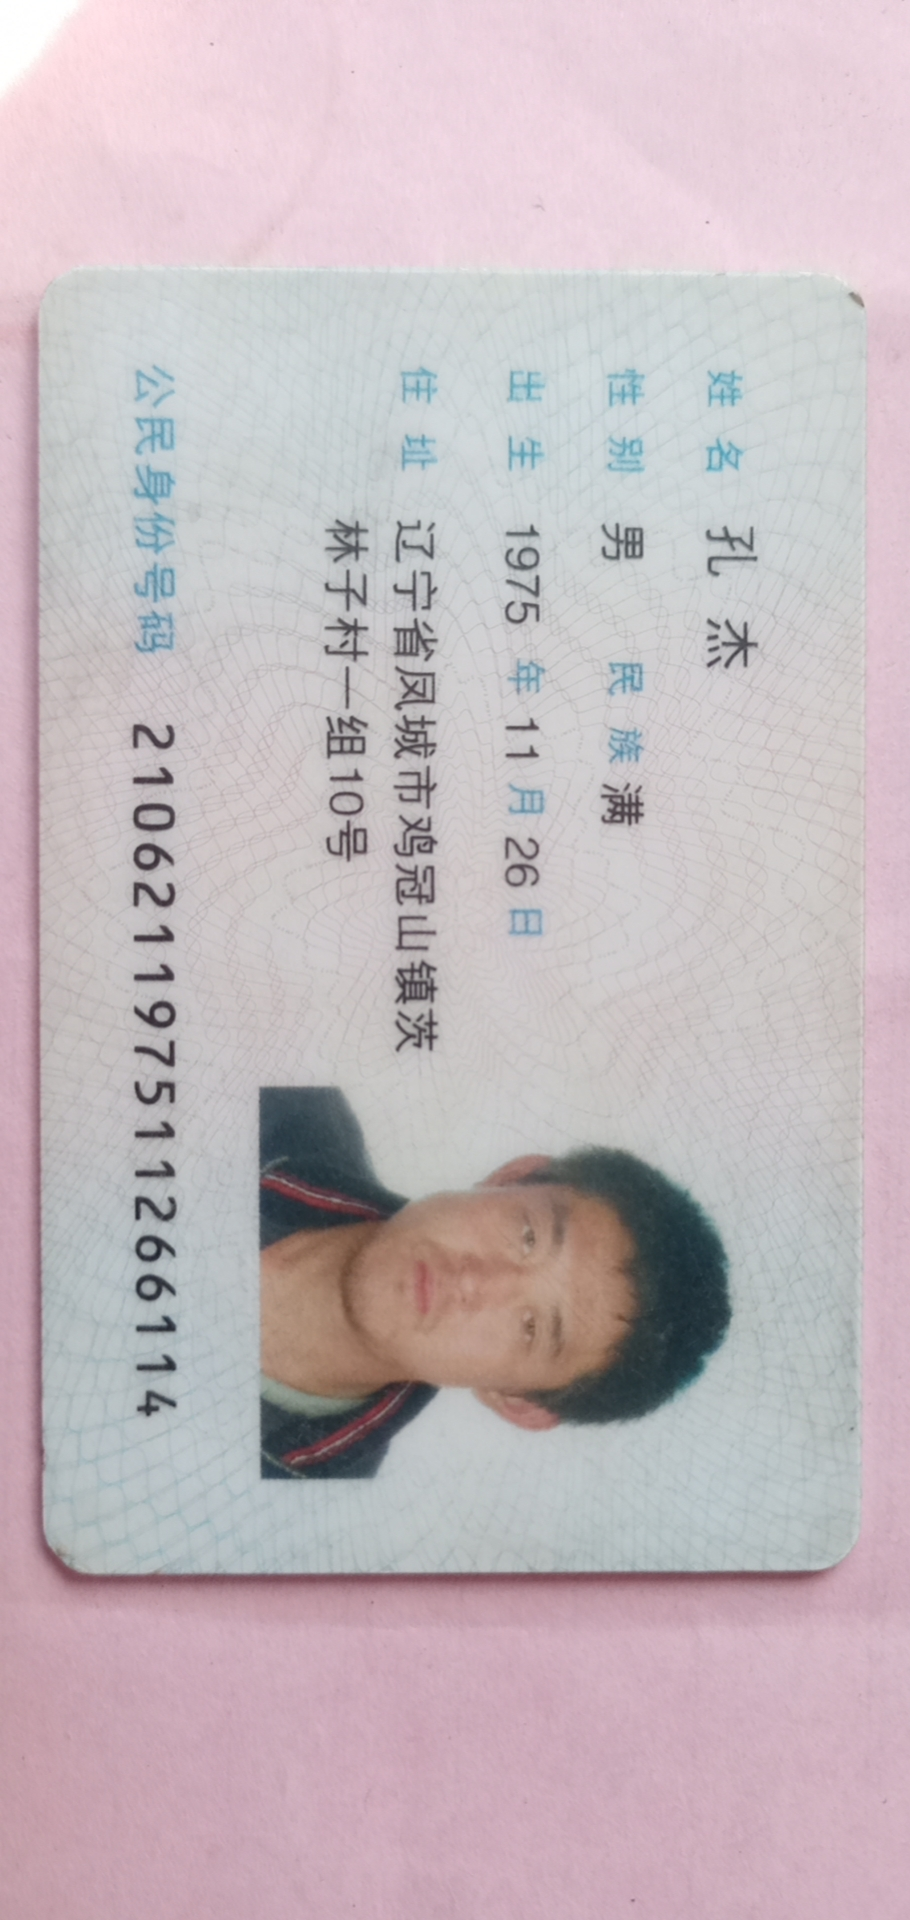 姓名 孔杰
性别 男 民族 满
出生 1975 年 11 月 26 日
住址 辽宁省凤城市鸡冠山镇茨
林子村一组10号
公民身份号码 210621197511266114